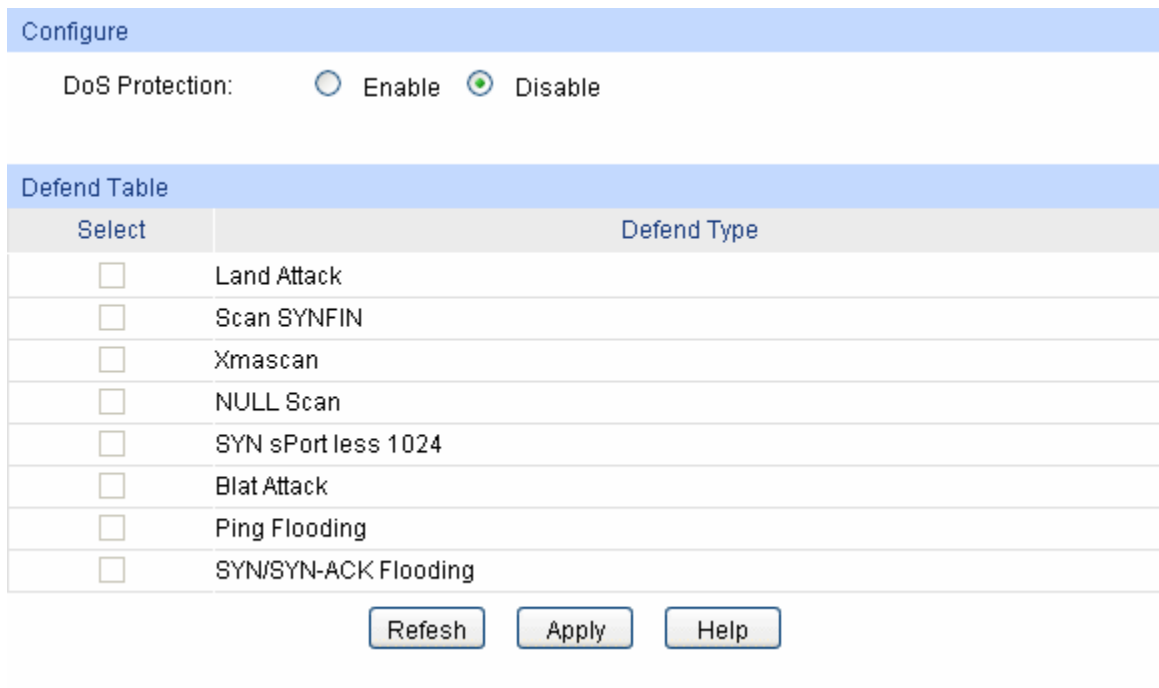 Configure
DoS Protection: Enable Disable
Defend Table
Select Defend Type
Land Attack
Scan SYNFIN
Xmascan
NULL Scan
SYN sPort less 1024
Blat Attack
Ping Flooding
SYN/SYN-ACK Flooding
Refesh Apply Help